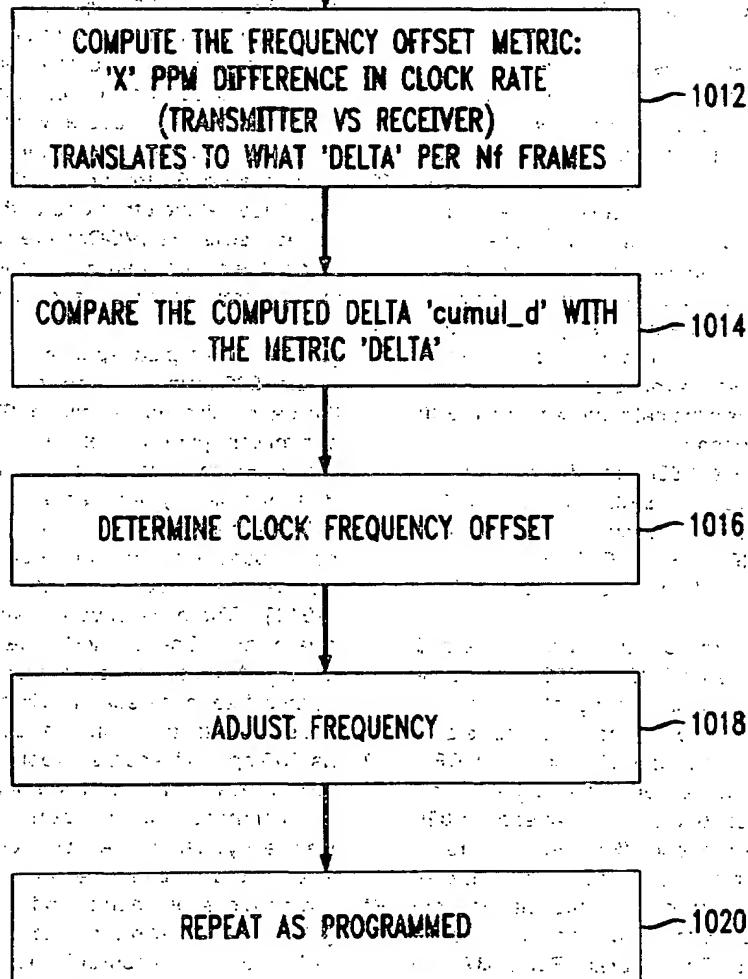 COMPUTE THE FREQUENCY OFFSET METRIC:
'X' PPM DIFFERENCE IN CLOCK RATE
(TRANSMITTER VS RECEIVER)
TRANSLATES TO WHAT 'DELTA' PER Nf FRAMES
1012
COMPARE THE COMPUTED DELTA 'cumul_d' WITH
THE METRIC 'DELTA'
1014
DETERMINE CLOCK FREQUENCY OFFSET
1016
ADJUST FREQUENCY
1018
REPEAT AS PROGRAMMED
1020